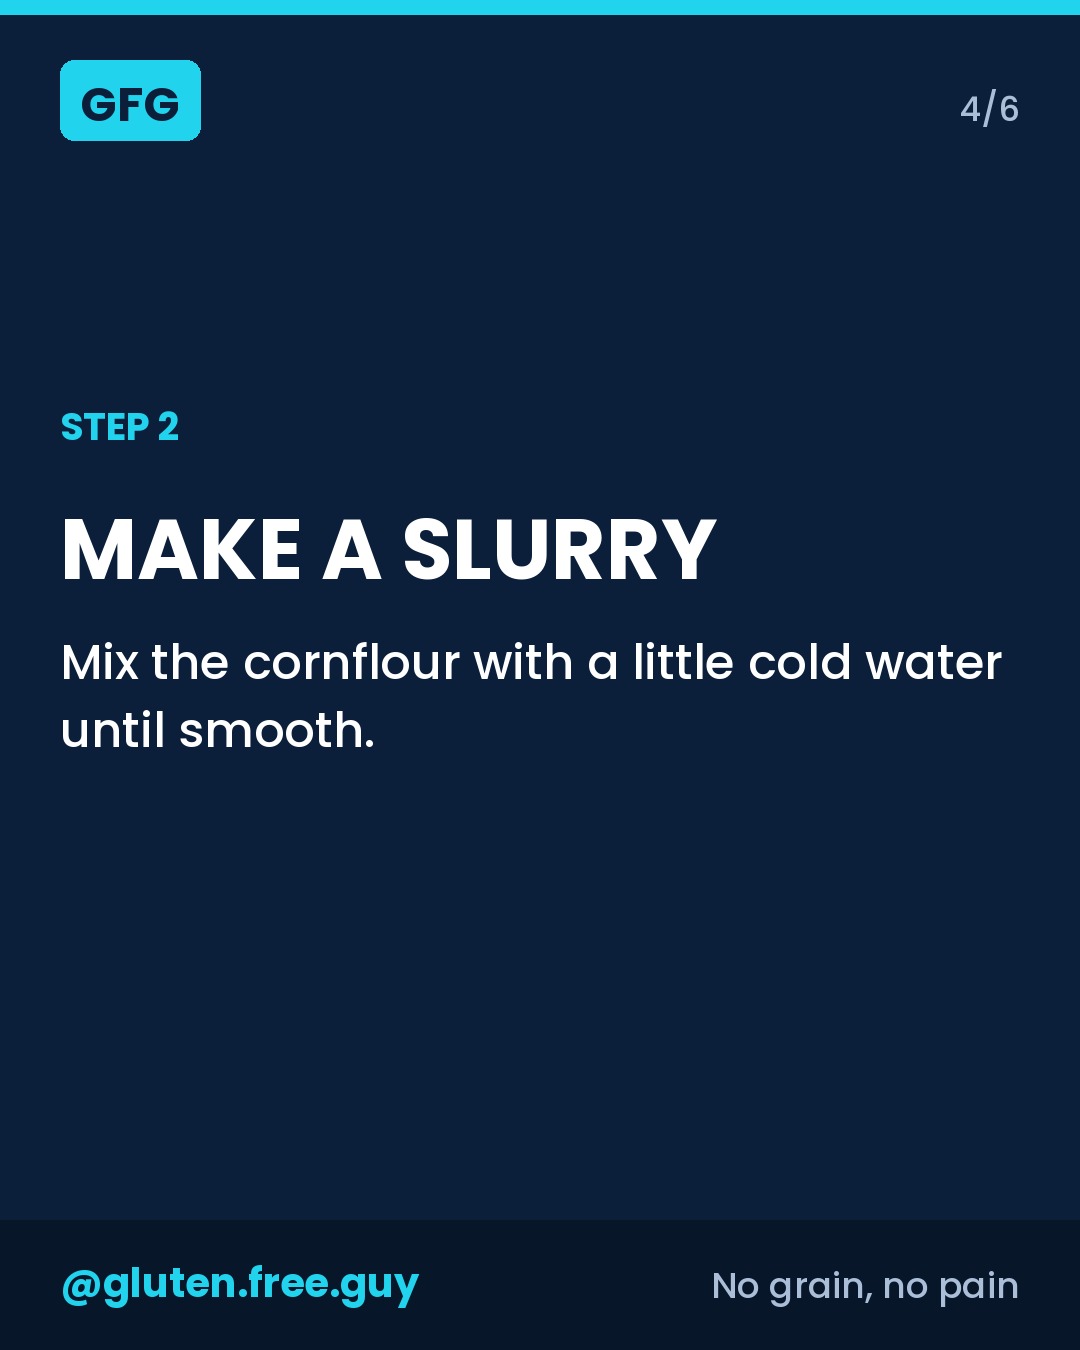 GFG
4/6
STEP 2
MAKE A SLURRY
Mix the cornflour with a little cold water
until smooth.
@gluten.free.guy
No grain, no pain